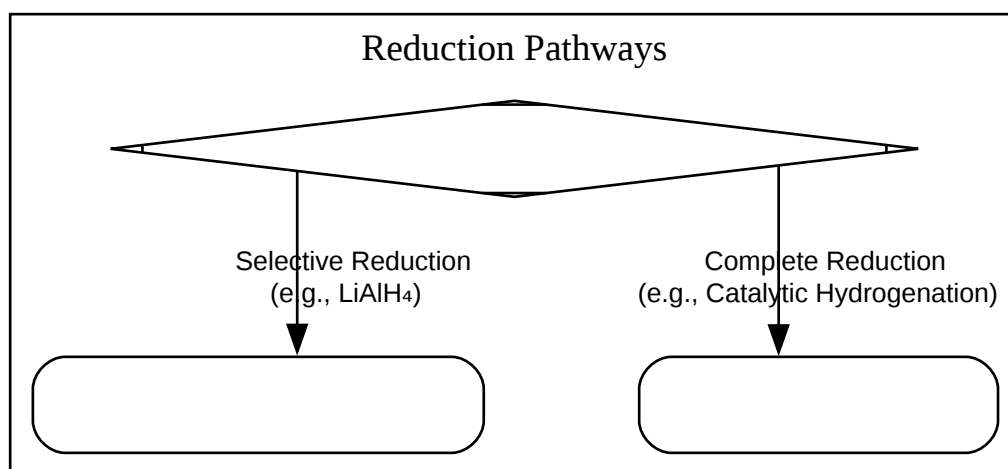 Reduction Pathways
Selective Reduction
(e.g., LiAlH₄)
Complete Reduction
(e.g., Catalytic Hydrogenation)